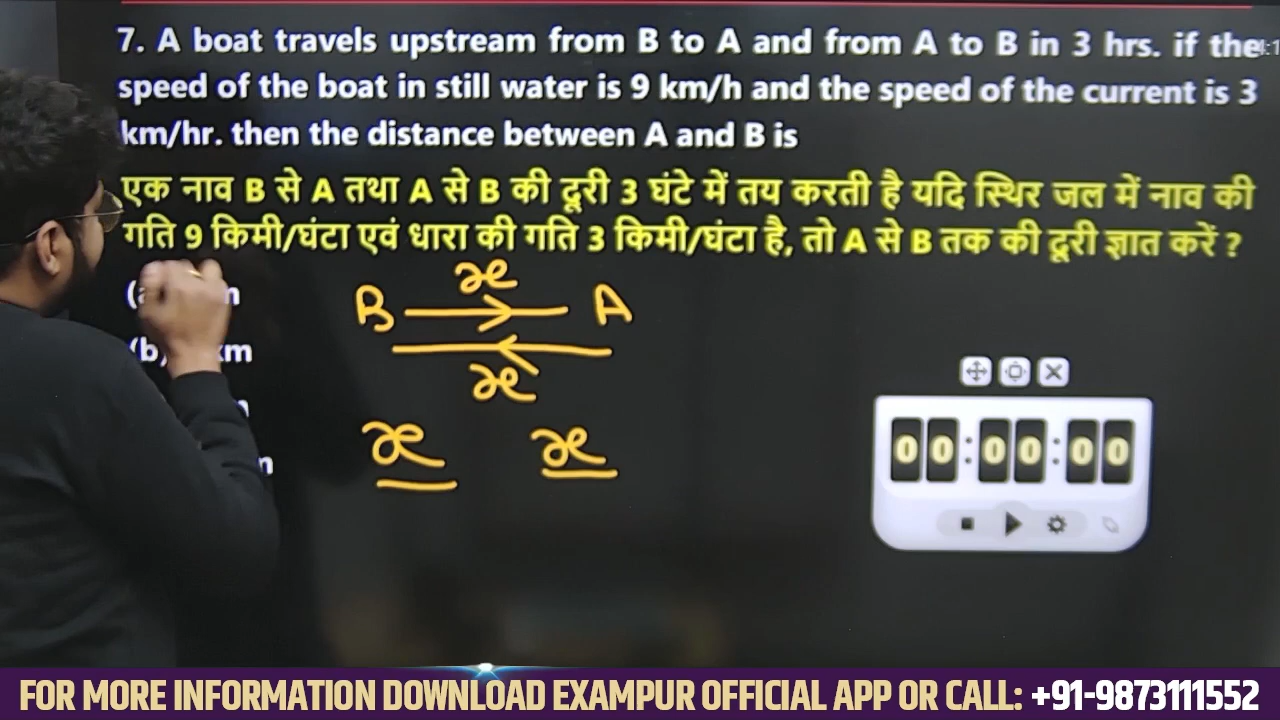 7. A boat travels upstream from B to A and from A to B in 3 hrs. if the
speed of the boat in still water is 9 km/h and the speed of the current is 3
km/hr. then the distance between A and B is
एक नाव B से A तथा A से B की दूरी 3 घंटे में तय करती है यदि स्थिर जल में नाव की
गति 9 किमी/घंटा एवं धारा की गति 3 किमी/घंटा है, तो A से B तक की दूरी ज्ञात करें ?
(b) km
x
B A
x
x x
00:00:00
FOR MORE INFORMATION DOWNLOAD EXAMPUR OFFICIAL APP OR CALL: +91-9873111552